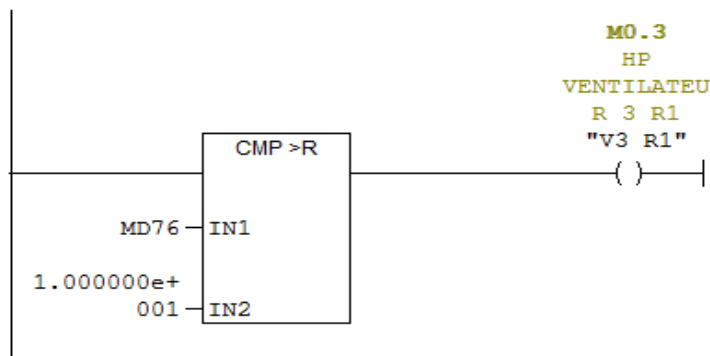 M0.3
HP
VENTILATEU
R 3 R1
"V3 R1"
CMP >R
MD76
IN1
1.000000e+
001
IN2